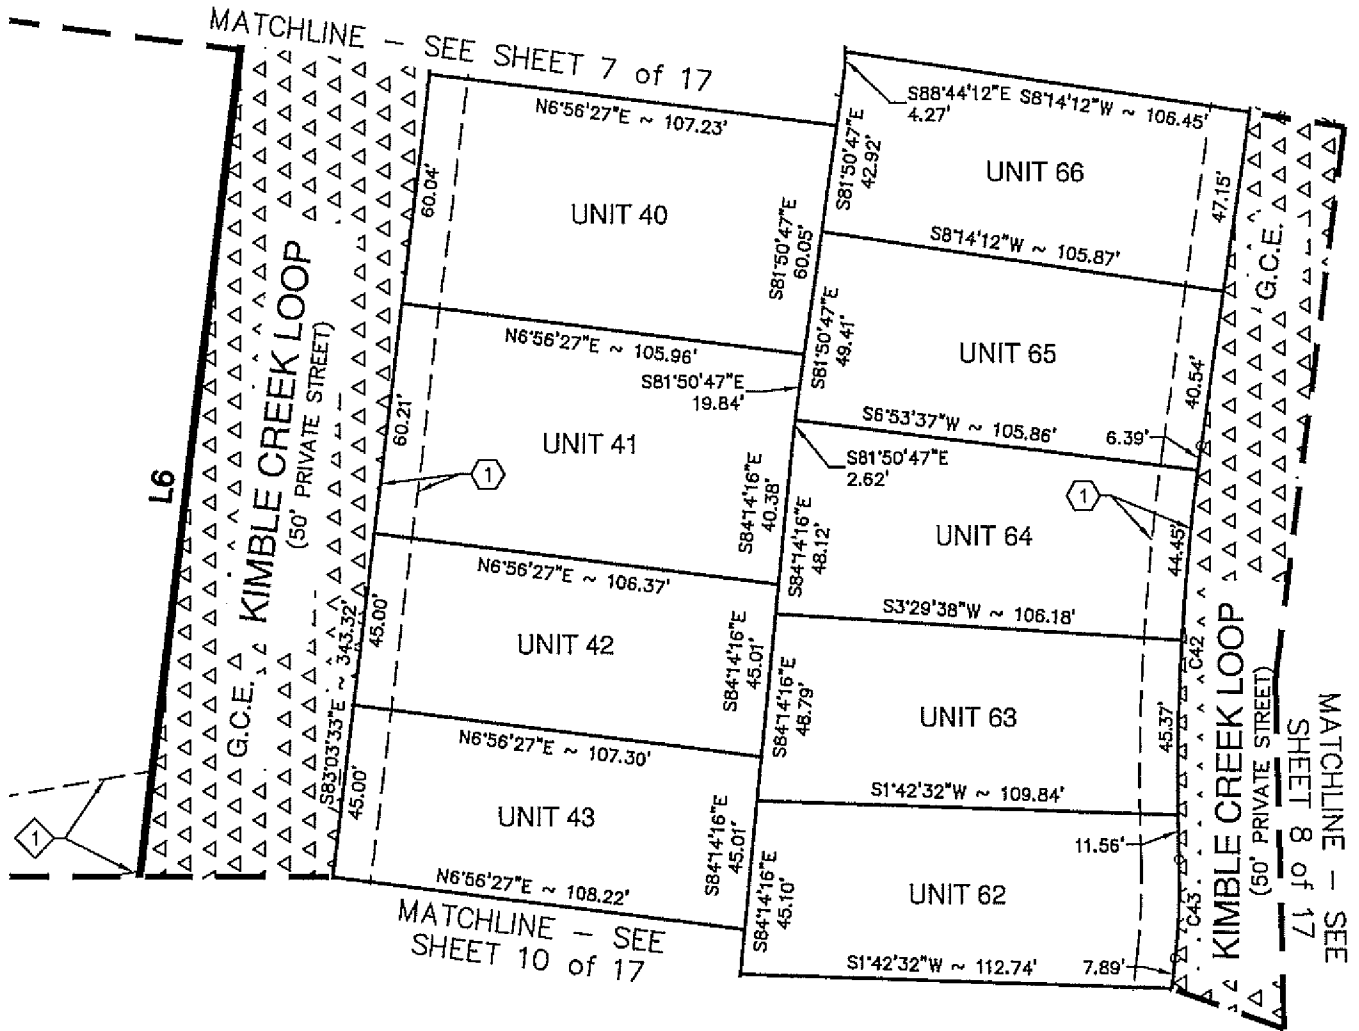 MATCHLINE - SEE SHEET 7 of 17
N6°56'27"E ~ 107.23'
60.04'
UNIT 40
S81°50'47"E
60.05'
S81°50'47"E
42.92'
S88°44'12"E
4.27'
S8°14'12"W ~ 106.45'
UNIT 66
47.15'
S8°14'12"W ~ 105.87'
G.C.E.
N6°56'27"E ~ 105.96'
60.21'
UNIT 41
S81°50'47"E
19.84'
S84°14'16"E
40.38'
1
S81°50'47"E
49.41'
UNIT 65
40.54'
S6°53'37"W ~ 105.86'
6.39'
S81°50'47"E
2.62'
L6
KIMBLE CREEK LOOP
(50' PRIVATE STREET)
G.C.E.
S83°03'33"E ~ 343.32'
N6°56'27"E ~ 106.37'
45.00'
UNIT 42
S84°14'16"E
45.01'
S84°14'16"E
48.12'
UNIT 64
1
44.45'
S3°29'38"W ~ 106.18'
C42
N6°56'27"E ~ 107.30'
45.00'
UNIT 43
S84°14'16"E
45.01'
S84°14'16"E
48.79'
UNIT 63
45.37'
S1°42'32"W ~ 109.84'
11.56'
KIMBLE CREEK LOOP
(50' PRIVATE STREET)
MATCHLINE - SEE
SHEET 8 of 17
1
N6°56'27"E ~ 108.22'
MATCHLINE - SEE
SHEET 10 of 17
S84°14'16"E
45.10'
UNIT 62
C43
S1°42'32"W ~ 112.74'
7.89'